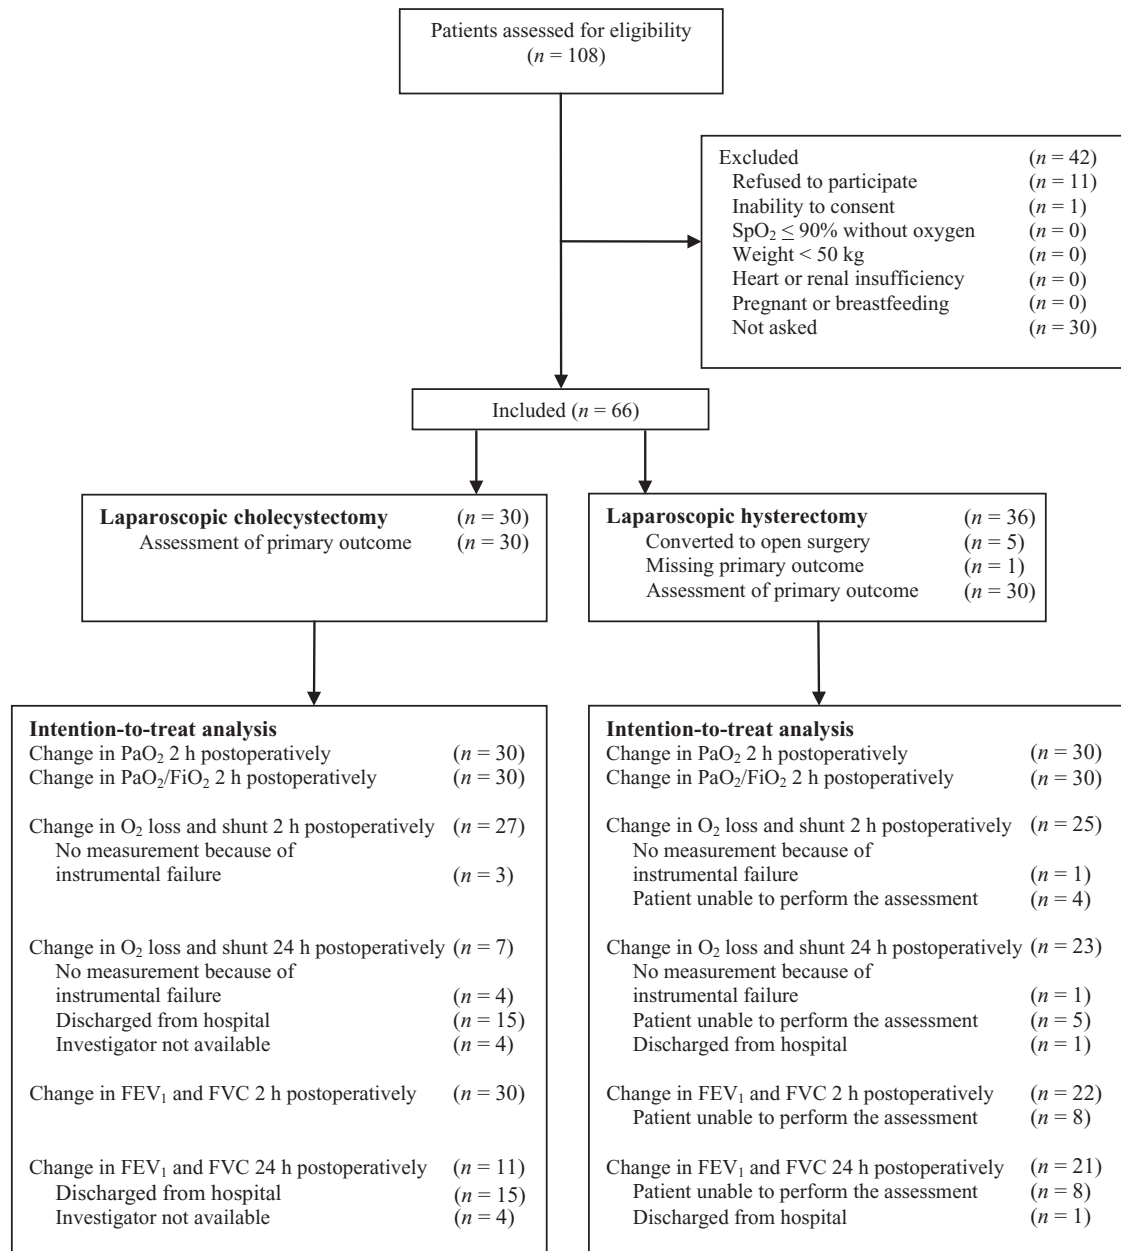 Patients assessed for eligibility
(n = 108)
Excluded (n = 42)
Refused to participate (n = 11)
Inability to consent (n = 1)
SpO₂ ≤ 90% without oxygen (n = 0)
Weight < 50 kg (n = 0)
Heart or renal insufficiency (n = 0)
Pregnant or breastfeeding (n = 0)
Not asked (n = 30)
Included (n = 66)
Laparoscopic cholecystectomy (n = 30)
Assessment of primary outcome (n = 30)
Laparoscopic hysterectomy (n = 36)
Converted to open surgery (n = 5)
Missing primary outcome (n = 1)
Assessment of primary outcome (n = 30)
Intention-to-treat analysis
Change in PaO₂ 2 h postoperatively (n = 30)
Change in PaO₂/FiO₂ 2 h postoperatively (n = 30)
Change in O₂ loss and shunt 2 h postoperatively (n = 27)
No measurement because of
instrumental failure (n = 3)
Change in O₂ loss and shunt 24 h postoperatively (n = 7)
No measurement because of
instrumental failure (n = 4)
Discharged from hospital (n = 15)
Investigator not available (n = 4)
Change in FEV₁ and FVC 2 h postoperatively (n = 30)
Change in FEV₁ and FVC 24 h postoperatively (n = 11)
Discharged from hospital (n = 15)
Investigator not available (n = 4)
Intention-to-treat analysis
Change in PaO₂ 2 h postoperatively (n = 30)
Change in PaO₂/FiO₂ 2 h postoperatively (n = 30)
Change in O₂ loss and shunt 2 h postoperatively (n = 25)
No measurement because of
instrumental failure (n = 1)
Patient unable to perform the assessment (n = 4)
Change in O₂ loss and shunt 24 h postoperatively (n = 23)
No measurement because of
instrumental failure (n = 1)
Patient unable to perform the assessment (n = 5)
Discharged from hospital (n = 1)
Change in FEV₁ and FVC 2 h postoperatively (n = 22)
Patient unable to perform the assessment (n = 8)
Change in FEV₁ and FVC 24 h postoperatively (n = 21)
Patient unable to perform the assessment (n = 8)
Discharged from hospital (n = 1)